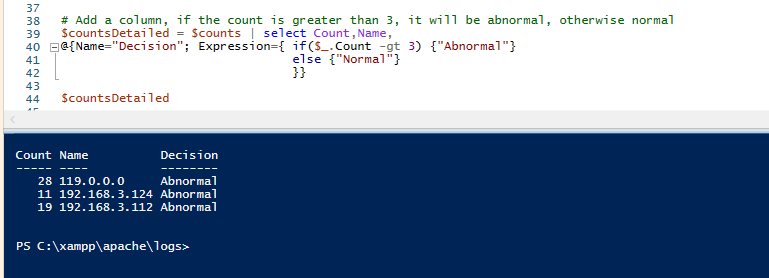 37
38 # Add a column, if the count is greater than 3, it will be abnormal, otherwise normal
39 $countsDetailed = $counts | select Count,Name,
40 @{Name="Decision"; Expression={ if($_.Count -gt 3) {"Abnormal"}
41 else {"Normal"}
42 }}
43
44 $countsDetailed
Count Name Decision
----- ---- --------
28 119.0.0.0 Abnormal
11 192.168.3.124 Abnormal
19 192.168.3.112 Abnormal
PS C:\xampp\apache\logs>